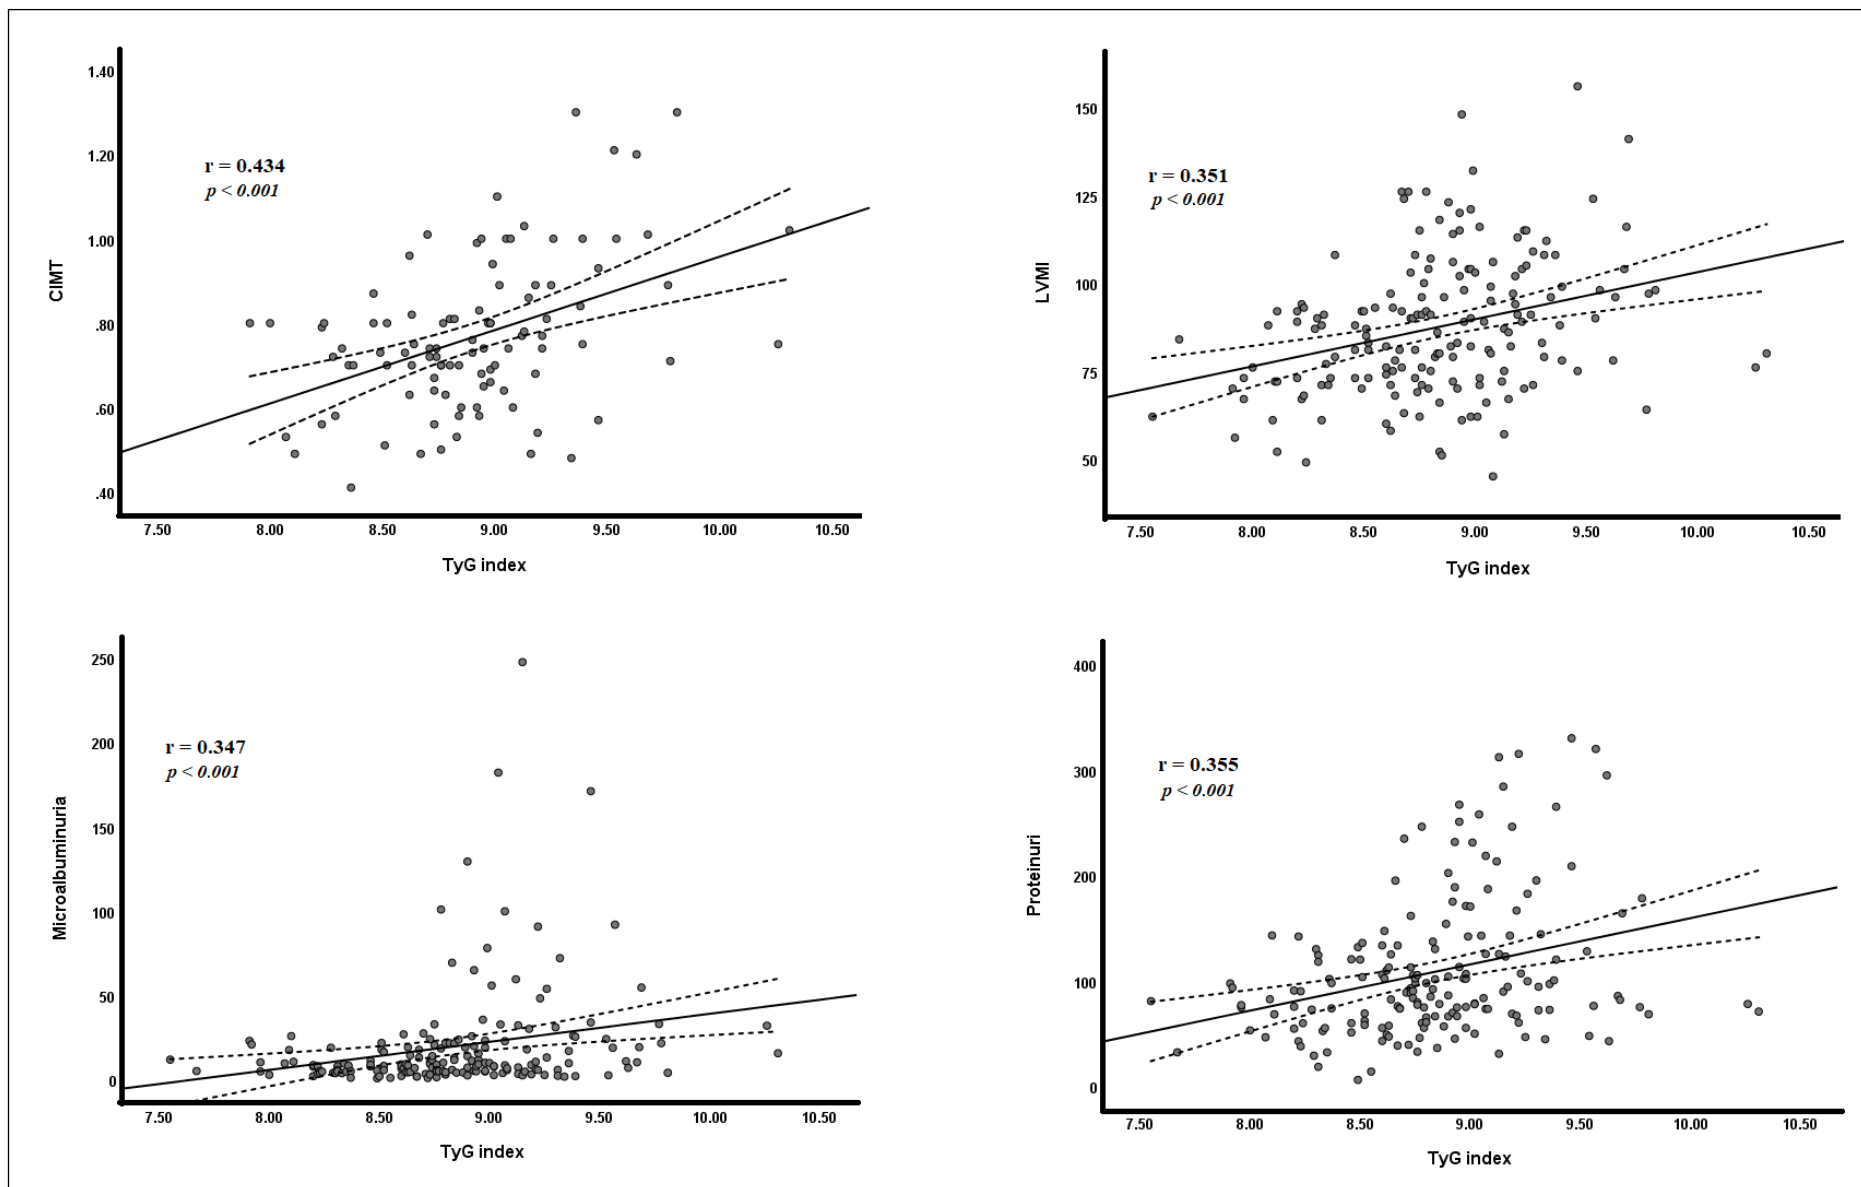 1.40
1.20
1.00
.80
.60
.40
CIMT
r = 0.434
p < 0.001
7.50 8.00 8.50 9.00 9.50 10.00 10.50
TyG index
150
125
100
75
50
LVMI
r = 0.351
p < 0.001
7.50 8.00 8.50 9.00 9.50 10.00 10.50
TyG index
250
200
150
100
50
0
Microalbuminuria
r = 0.347
p < 0.001
7.50 8.00 8.50 9.00 9.50 10.00 10.50
TyG index
400
300
200
100
0
Proteinuri
r = 0.355
p < 0.001
7.50 8.00 8.50 9.00 9.50 10.00 10.50
TyG index